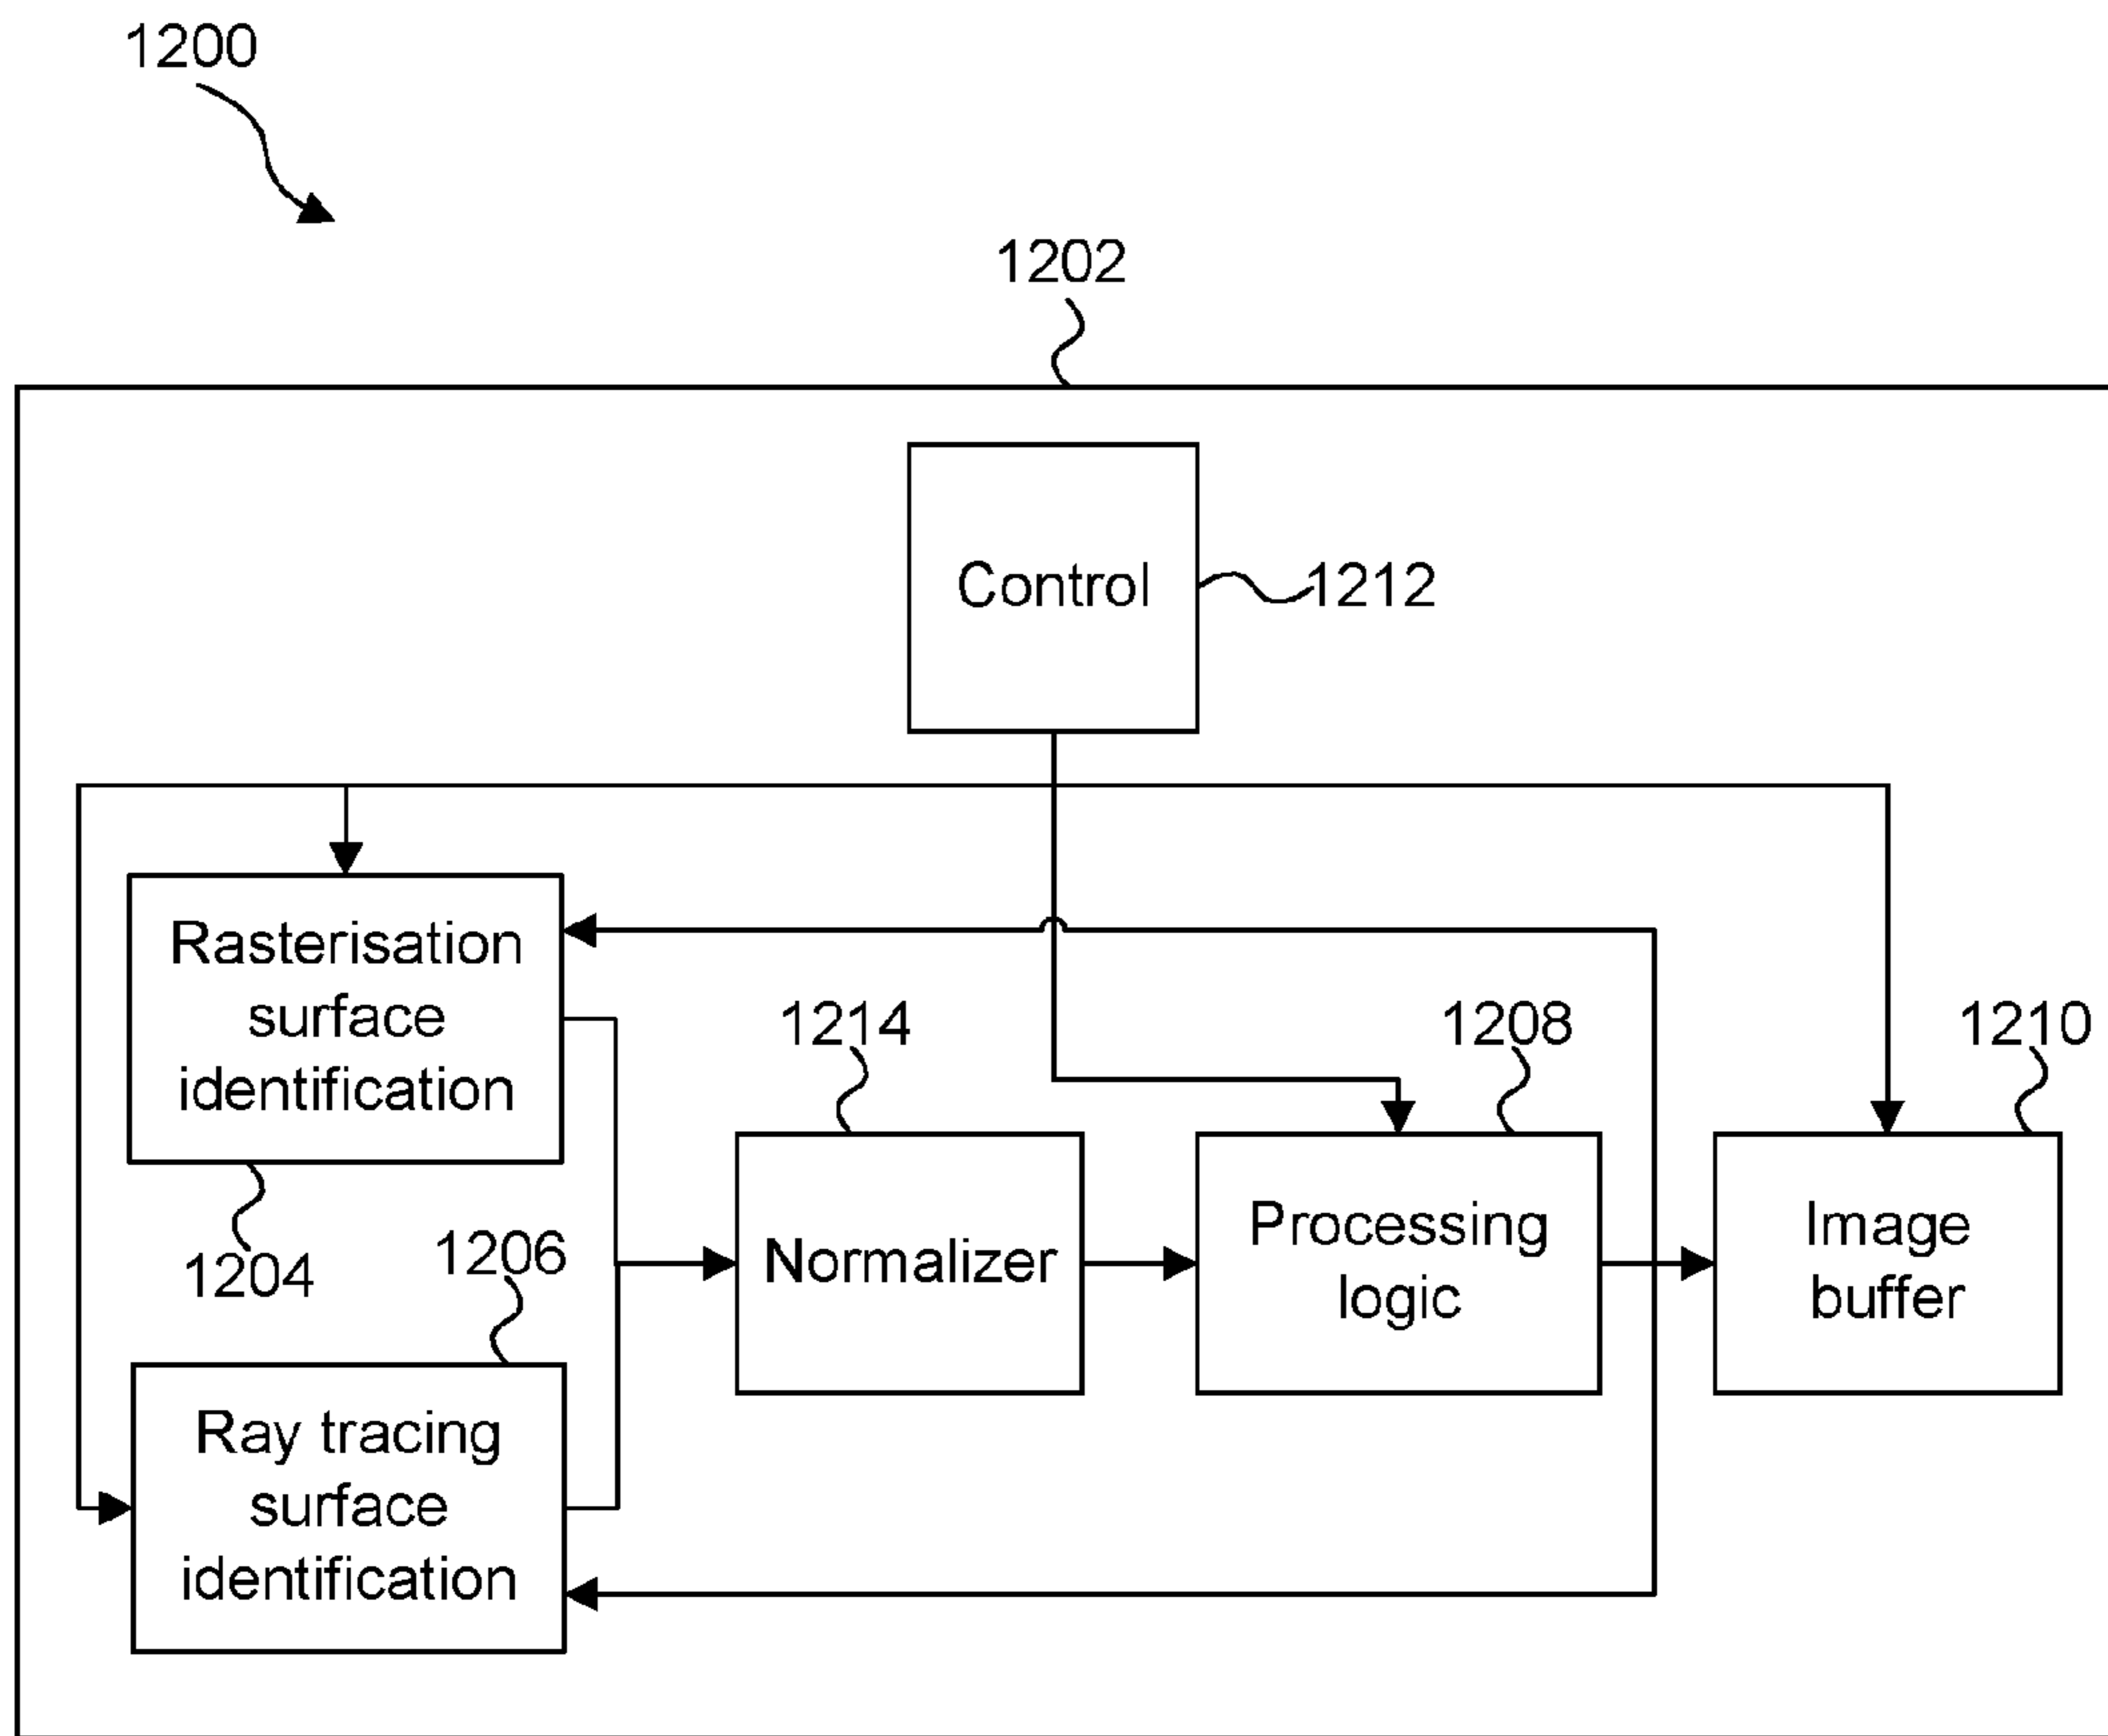 1200
1202
Control
1212
Rasterisation
surface
identification
1204
1206
Ray tracing
surface
identification
1214
Normalizer
1208
Processing
logic
1210
Image
buffer